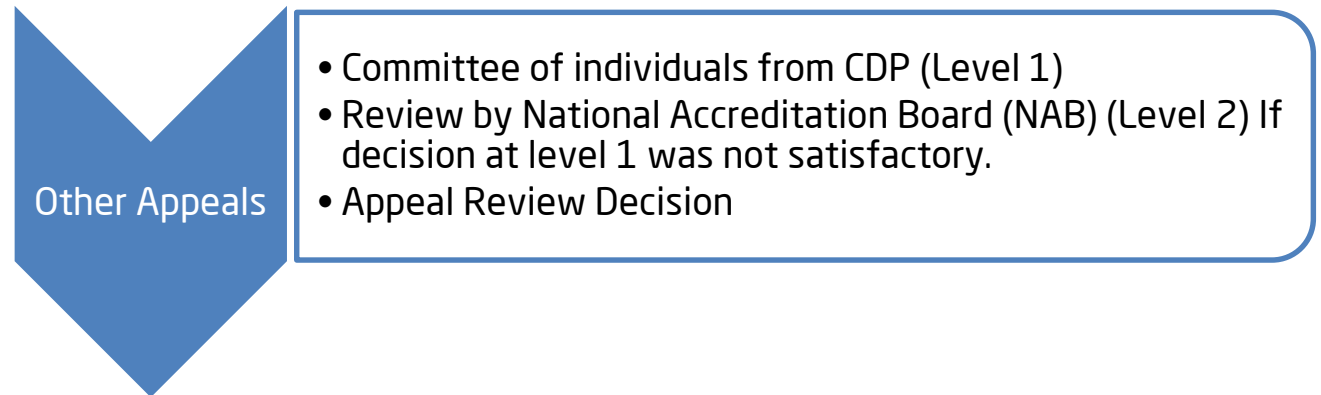 Other Appeals
• Committee of individuals from CDP (Level 1)
• Review by National Accreditation Board (NAB) (Level 2) If
decision at level 1 was not satisfactory.
• Appeal Review Decision